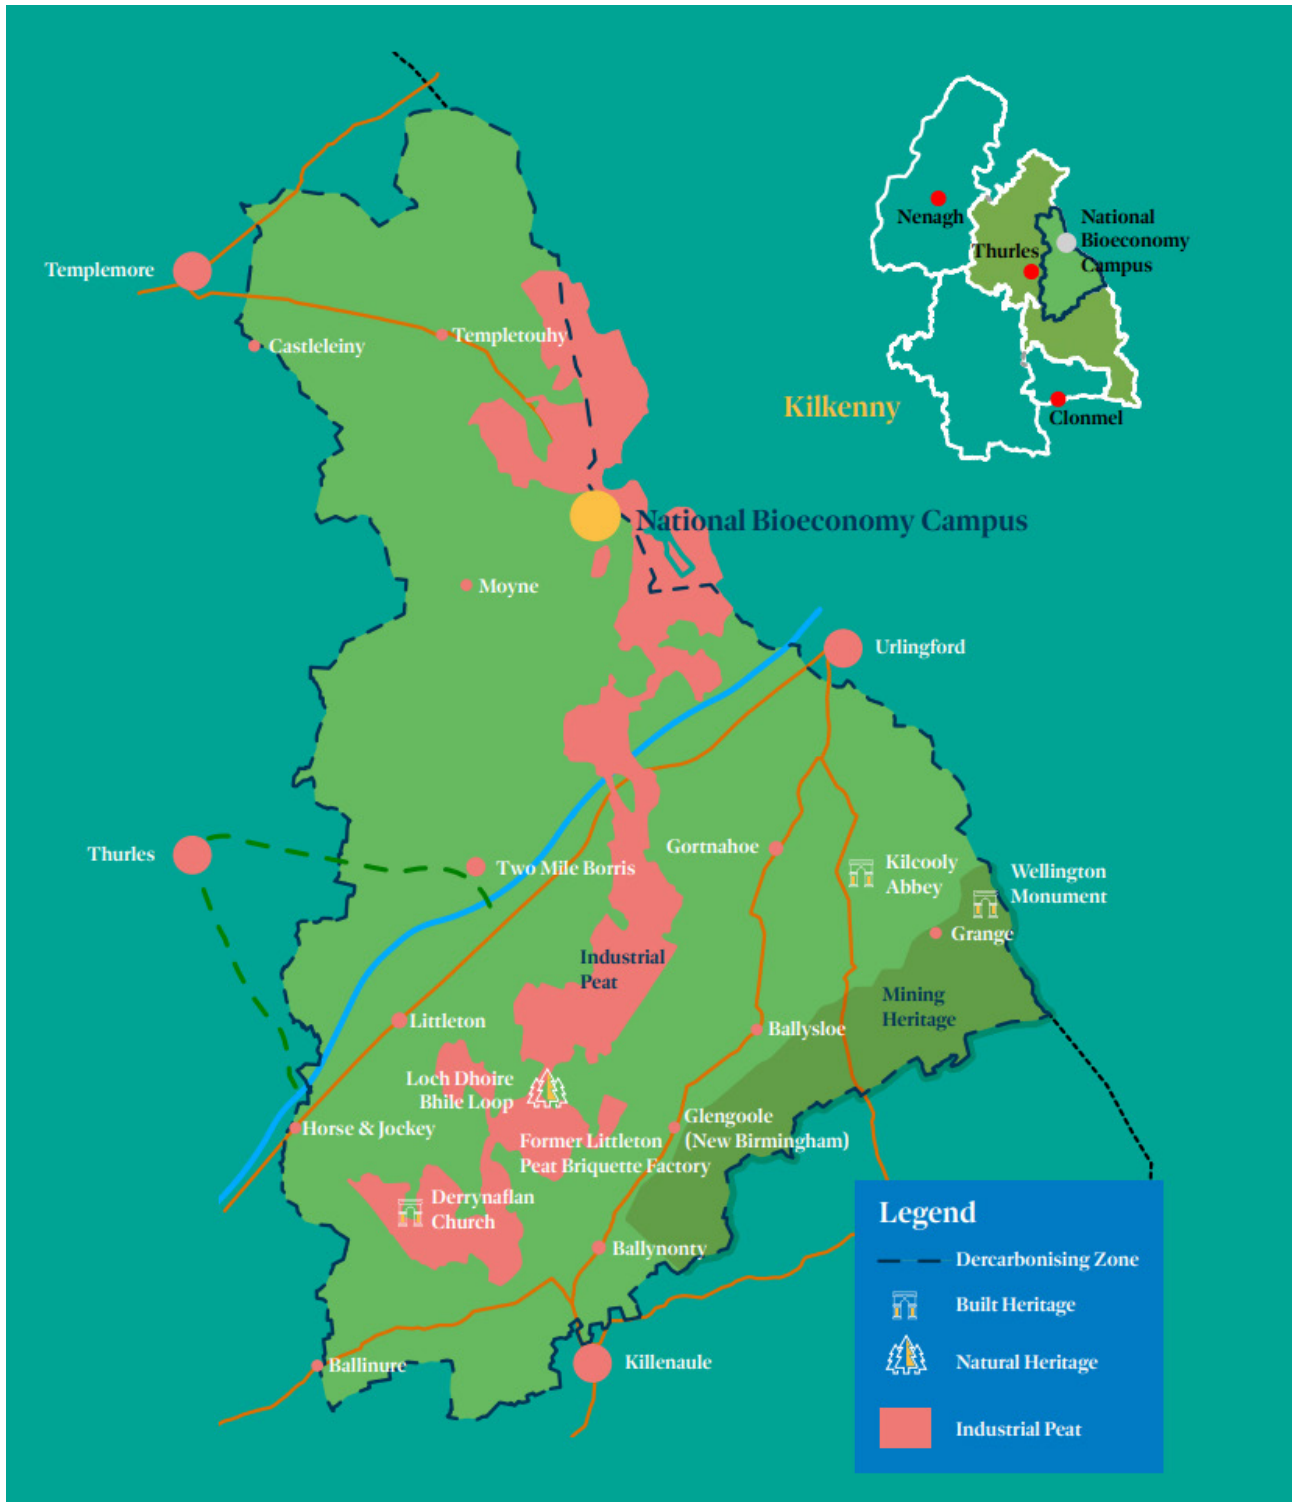 Templemore
Castleleiny
Templetouhy
Nenagh
National
Bioeconomy
Campus
Thurles
Clonmel
Kilkenny
National Bioeconomy Campus
Moyne
Urlingford
Thurles
Two Mile Borris
Gortnahoe
Kilcooly
Abbey
Wellington
Monument
Grange
Industrial
Peat
Mining
Heritage
Littleton
Ballysloe
Loch Dhoire
Bhile Loop
Horse & Jockey
Former Littleton
Peat Briquette Factory
Glengoole
(New Birmingham)
Derrynaflan
Church
Ballynonty
Ballinure
Killenaule
Legend
Dercarbonising Zone
Built Heritage
Natural Heritage
Industrial Peat